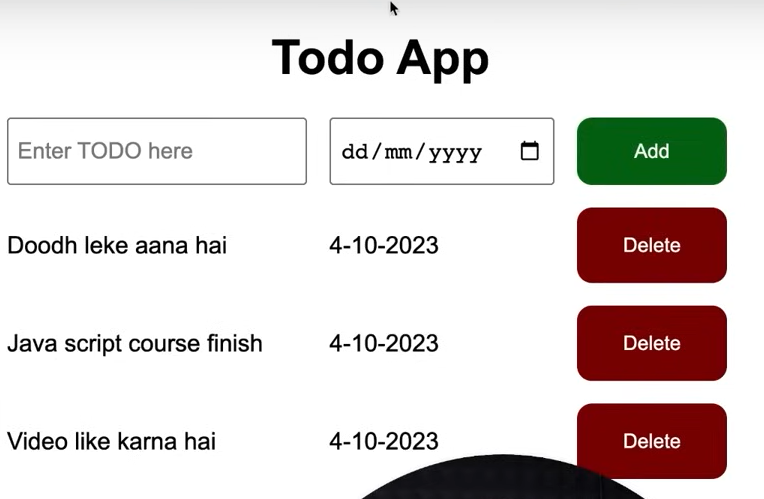 Todo App
Enter TODO here dd/mm/yyyy Add
Doodh leke aana hai 4-10-2023 Delete
Java script course finish 4-10-2023 Delete
Video like karna hai 4-10-2023 Delete